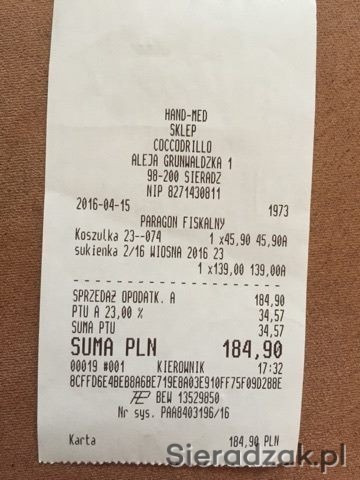 HAND-MED
SKLEP
COCCODRILLO
ALEJA GRUNWALDZKA 1
98-200 SIERADZ
NIP 8271430811
2016-04-15 1973
PARAGON FISKALNY
Koszulka 23--074 1 x45,90 45,90A
sukienka 2/16 WIOSNA 2016 23
1 x139,00 139,00A
SPRZEDAŻ OPODATK. A 184,90
PTU A 23,00 % 34,57
SUMA PTU 34,57
SUMA PLN 184,90
00019 #001 KIEROWNIK 17:32
8CFFD6E4BEB8A6BE719E8A03E910FF75F09D288E
BEW 13529850
Nr sys. PAA8403196/16
Karta 184,90 PLN
Sieradzak.pl